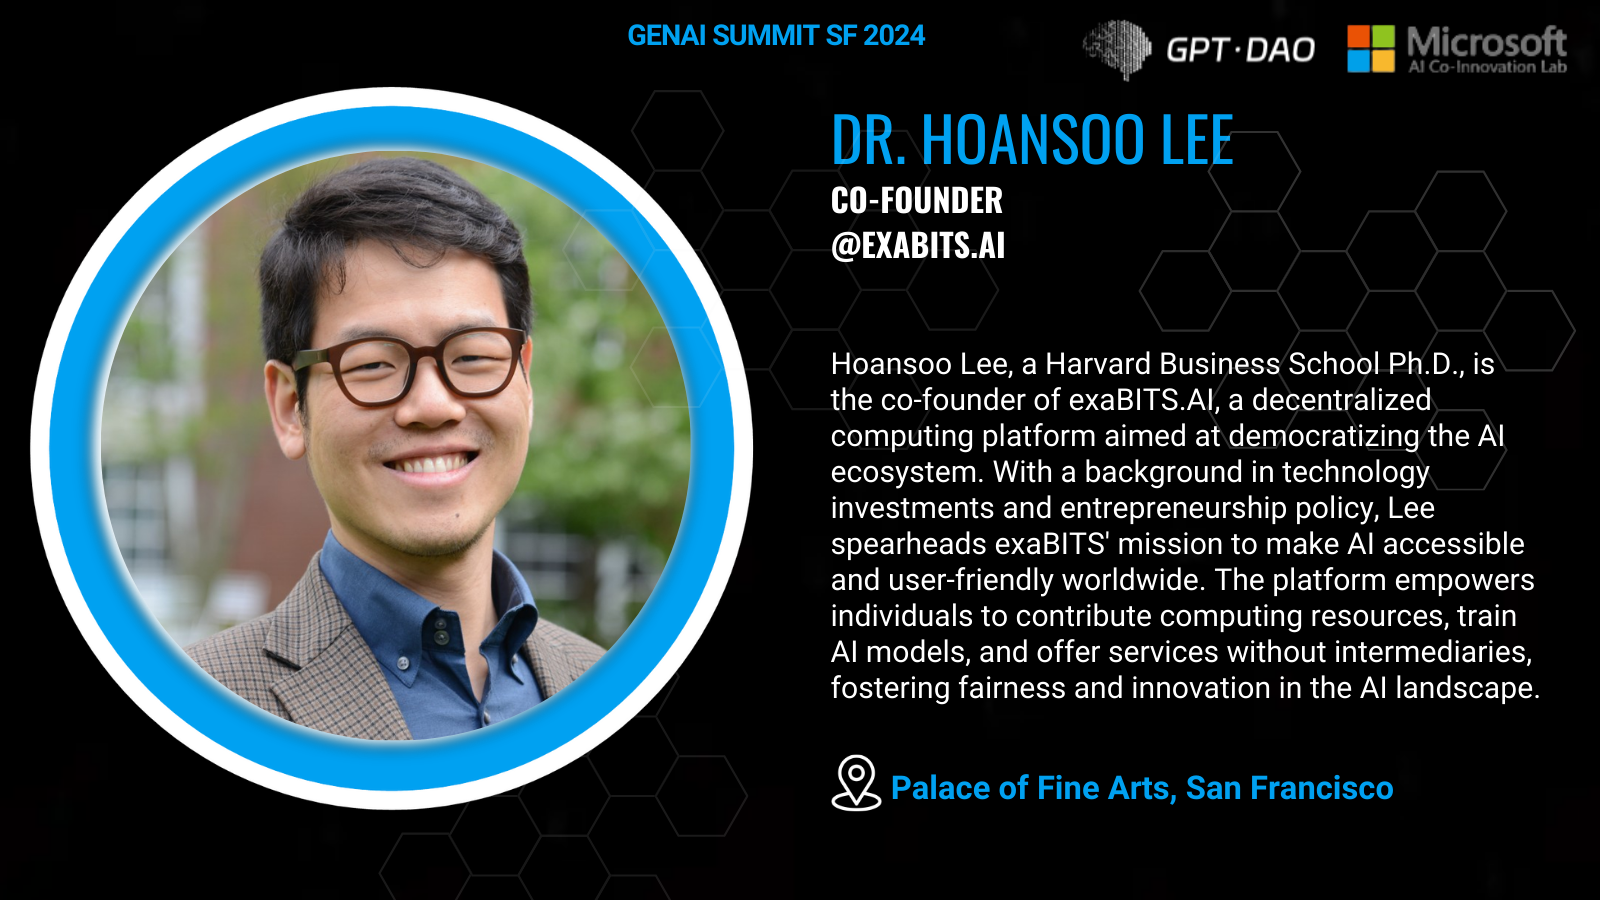 GENAI SUMMIT SF 2024
GPT·DAO
Microsoft
AI Co-Innovation Lab
DR. HOANSOO LEE
CO-FOUNDER
@EXABITS.AI
Hoansoo Lee, a Harvard Business School Ph.D., is
the co-founder of exaBITS.AI, a decentralized
computing platform aimed at democratizing the AI
ecosystem. With a background in technology
investments and entrepreneurship policy, Lee
spearheads exaBITS' mission to make AI accessible
and user-friendly worldwide. The platform empowers
individuals to contribute computing resources, train
AI models, and offer services without intermediaries,
fostering fairness and innovation in the AI landscape.
Palace of Fine Arts, San Francisco